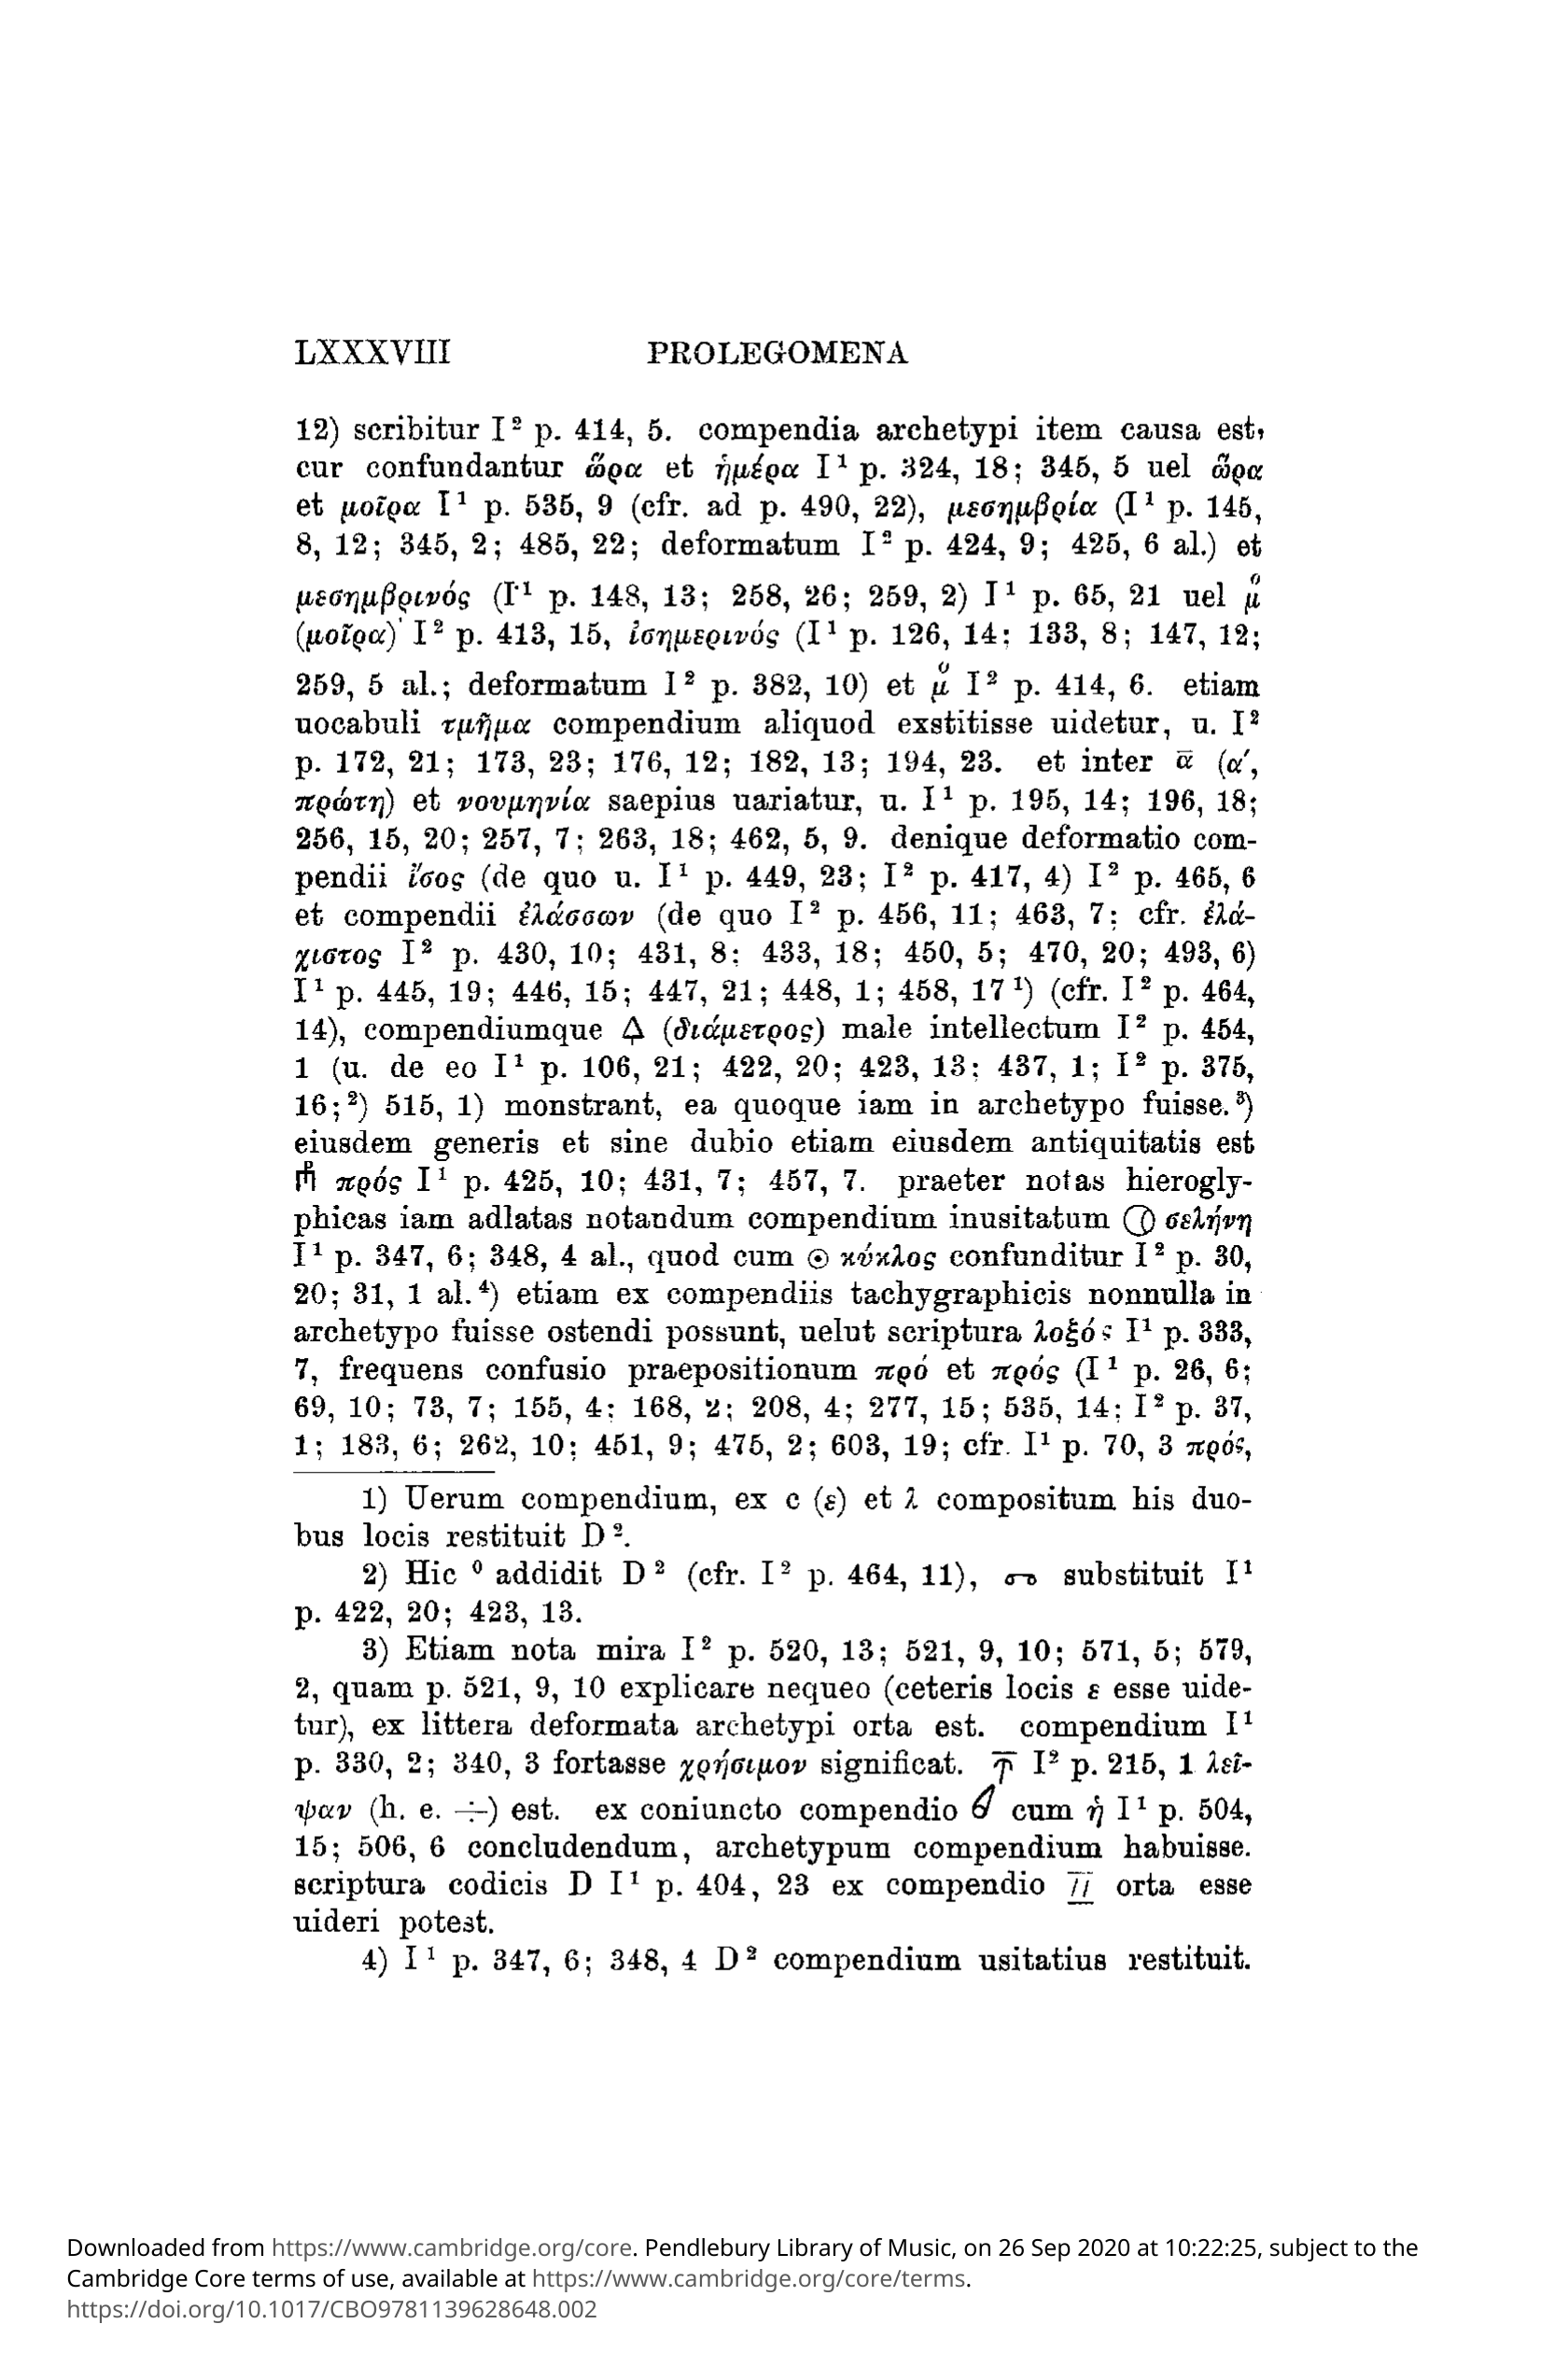 LXXXVIII PROLEGOMENA
12) scribitur I² p. 414, 5. compendia archetypi item causa est,
cur confundantur ὥρα et ἡμέρα I¹ p. 324, 18; 345, 5 uel ὥρα
et μοῖρα I¹ p. 535, 9 (cfr. ad p. 490, 22), μεσημβρία (I¹ p. 145,
8, 12; 345, 2; 485, 22; deformatum I² p. 424, 9; 425, 6 al.) et
μεσημβρινός (I¹ p. 148, 13; 258, 26; 259, 2) I¹ p. 65, 21 uel μ̊
(μοῖρα) I² p. 413, 15, ἰσημερινός (I¹ p. 126, 14; 133, 8; 147, 12;
259, 5 al.; deformatum I² p. 382, 10) et μ̊ I² p. 414, 6. etiam
uocabuli τμῆμα compendium aliquod exstitisse uidetur, u. I²
p. 172, 21; 173, 23; 176, 12; 182, 13; 194, 23. et inter ᾱ (α′,
πρώτη) et νουμηνία saepius uariatur, u. I¹ p. 195, 14; 196, 18;
256, 15, 20; 257, 7; 263, 18; 462, 5, 9. denique deformatio com-
pendii ἴσος (de quo u. I¹ p. 449, 23; I² p. 417, 4) I² p. 465, 6
et compendii ἐλάσσων (de quo I² p. 456, 11; 463, 7; cfr. ἐλά-
χιστος I² p. 430, 10; 431, 8; 433, 18; 450, 5; 470, 20; 493, 6)
I¹ p. 445, 19; 446, 15; 447, 21; 448, 1; 458, 17¹) (cfr. I² p. 464,
14), compendiumque (διάμετρος) male intellectum I² p. 454,
1 (u. de eo I¹ p. 106, 21; 422, 20; 423, 13; 437, 1; I² p. 375,
16;²) 515, 1) monstrant, ea quoque iam in archetypo fuisse.³)
eiusdem generis et sine dubio etiam eiusdem antiquitatis est
πρός I¹ p. 425, 10; 431, 7; 457, 7. praeter notas hierogly-
phicas iam adlatas notandum compendium inusitatum σελήνη
I¹ p. 347, 6; 348, 4 al., quod cum ⊙ κύκλος confunditur I² p. 30,
20; 31, 1 al.⁴) etiam ex compendiis tachygraphicis nonnulla in
archetypo fuisse ostendi possunt, uelut scriptura λοξός I¹ p. 333,
7, frequens confusio praepositionum πρό et πρός (I¹ p. 26, 6;
69, 10; 73, 7; 155, 4; 168, 2; 208, 4; 277, 15; 535, 14; I² p. 37,
1; 183, 6; 262, 10; 451, 9; 475, 2; 603, 19; cfr. I¹ p. 70, 3 πρός,
1) Uerum compendium, ex c (ε) et λ compositum his duo-
bus locis restituit D².
2) Hic ⁰ addidit D² (cfr. I² p. 464, 11), substituit I¹
p. 422, 20; 423, 13.
3) Etiam nota mira I² p. 520, 13; 521, 9, 10; 571, 5; 579,
2, quam p. 521, 9, 10 explicare nequeo (ceteris locis ε esse uide-
tur), ex littera deformata archetypi orta est. compendium I¹
p. 330, 2; 340, 3 fortasse χρήσιμον significat. I² p. 215, 1 λεῖ-
ψαν (h. e. ÷) est. ex coniuncto compendio cum ἡ I¹ p. 504,
15; 506, 6 concludendum, archetypum compendium habuisse.
scriptura codicis D I¹ p. 404, 23 ex compendio orta esse
uideri potest.
4) I¹ p. 347, 6; 348, 4 D² compendium usitatius restituit.
Downloaded from https://www.cambridge.org/core. Pendlebury Library of Music, on 26 Sep 2020 at 10:22:25, subject to the
Cambridge Core terms of use, available at https://www.cambridge.org/core/terms.
https://doi.org/10.1017/CBO9781139628648.002